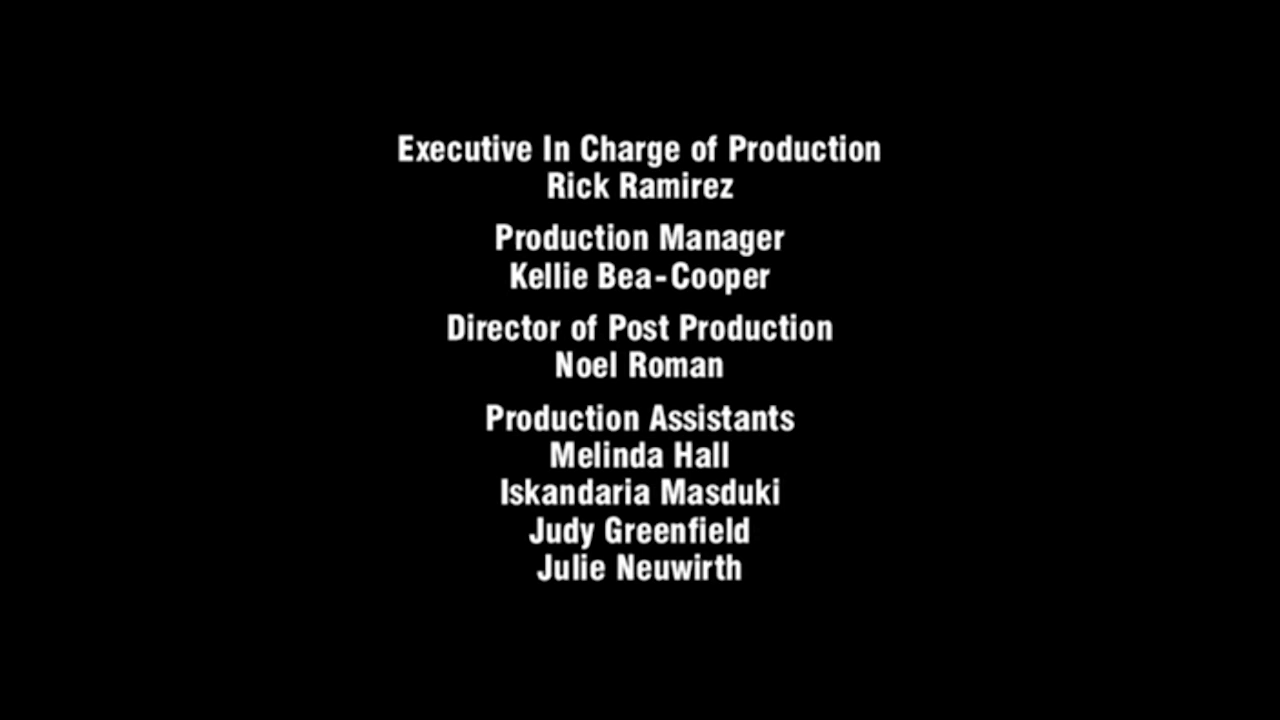 Executive In Charge of Production
Rick Ramirez
Production Manager
Kellie Bea-Cooper
Director of Post Production
Noel Roman
Production Assistants
Melinda Hall
Iskandaria Masduki
Judy Greenfield
Julie Neuwirth